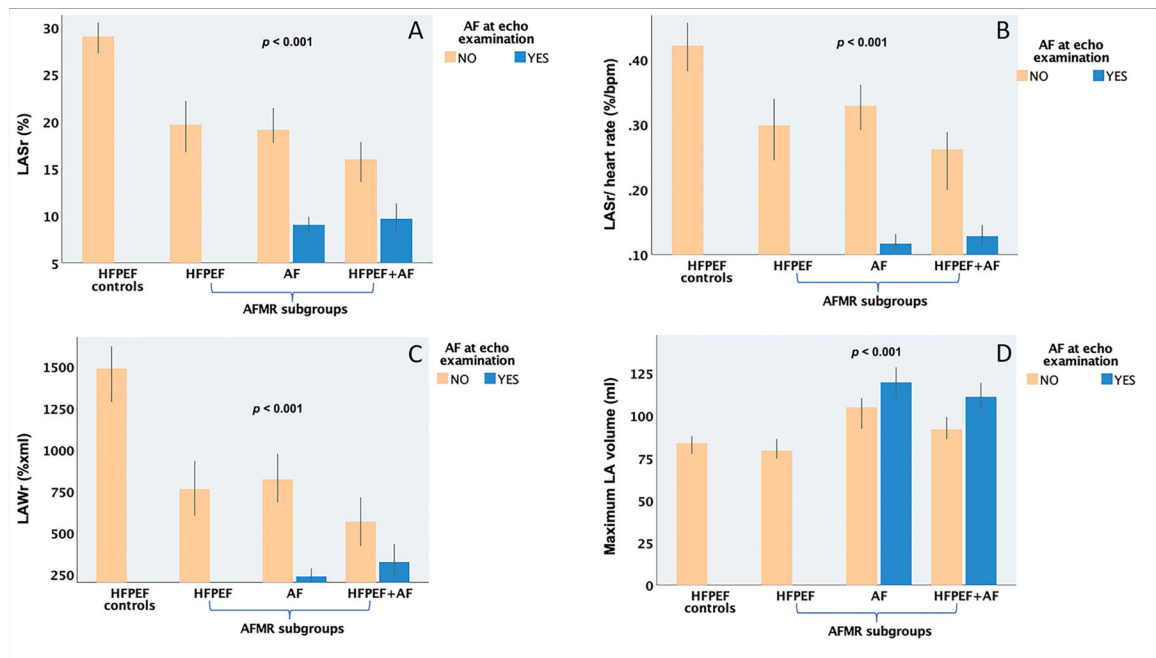 A
AF at echo
examination
NO YES
p < 0.001
LASr (%)
30
25
20
15
10
5
HFPEF
controls
HFPEF
AF
HFPEF+AF
AFMR subgroups
B
AF at echo
examination
NO YES
p < 0.001
LASr/ heart rate (%/bpm)
.40
.30
.20
.10
HFPEF
controls
HFPEF
AF
HFPEF+AF
AFMR subgroups
C
AF at echo
examination
NO YES
p < 0.001
LAWr (%xml)
1500
1250
1000
750
500
250
HFPEF
controls
HFPEF
AF
HFPEF+AF
AFMR subgroups
D
AF at echo
examination
NO YES
p < 0.001
Maximum LA volume (ml)
125
100
75
50
25
0
HFPEF
controls
HFPEF
AF
HFPEF+AF
AFMR subgroups